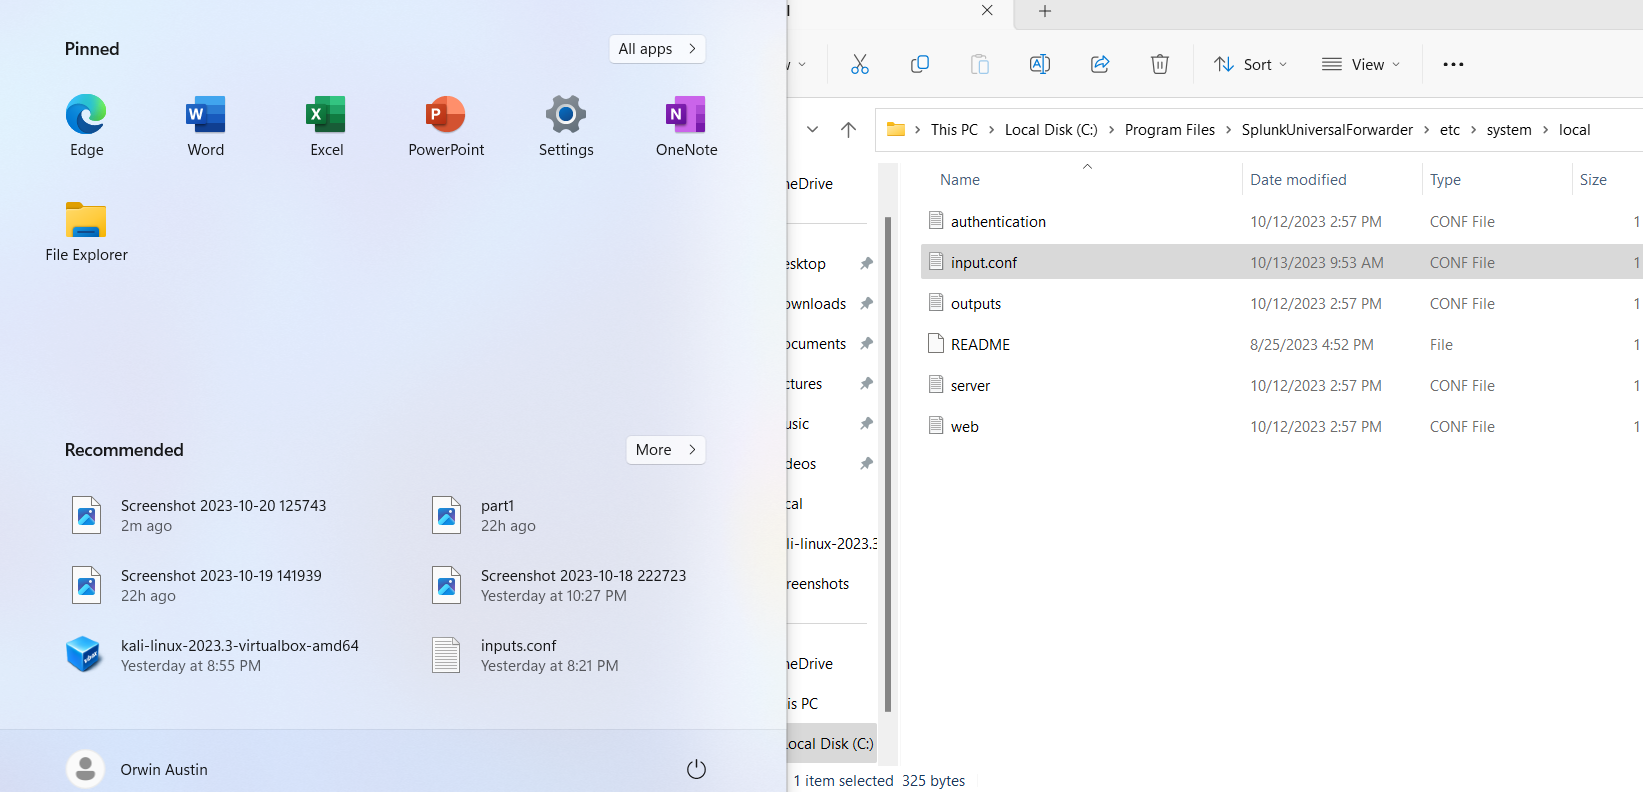 Pinned
All apps
Edge
Word
Excel
PowerPoint
Settings
OneNote
File Explorer
Recommended
More
Screenshot 2023-10-20 125743
2m ago
part1
22h ago
Screenshot 2023-10-19 141939
22h ago
Screenshot 2023-10-18 222723
Yesterday at 10:27 PM
kali-linux-2023.3-virtualbox-amd64
Yesterday at 8:55 PM
inputs.conf
Yesterday at 8:21 PM
Orwin Austin
Sort
View
This PC > Local Disk (C:) > Program Files > SplunkUniversalForwarder > etc > system > local
neDrive
esktop
ownloads
ocuments
ctures
usic
deos
cal
li-linux-2023.3
reenshots
neDrive
is PC
ocal Disk (C:)
Name Date modified Type Size
authentication 10/12/2023 2:57 PM CONF File 1
input.conf 10/13/2023 9:53 AM CONF File 1
outputs 10/12/2023 2:57 PM CONF File 1
README 8/25/2023 4:52 PM File 1
server 10/12/2023 2:57 PM CONF File 1
web 10/12/2023 2:57 PM CONF File 1
1 item selected 325 bytes